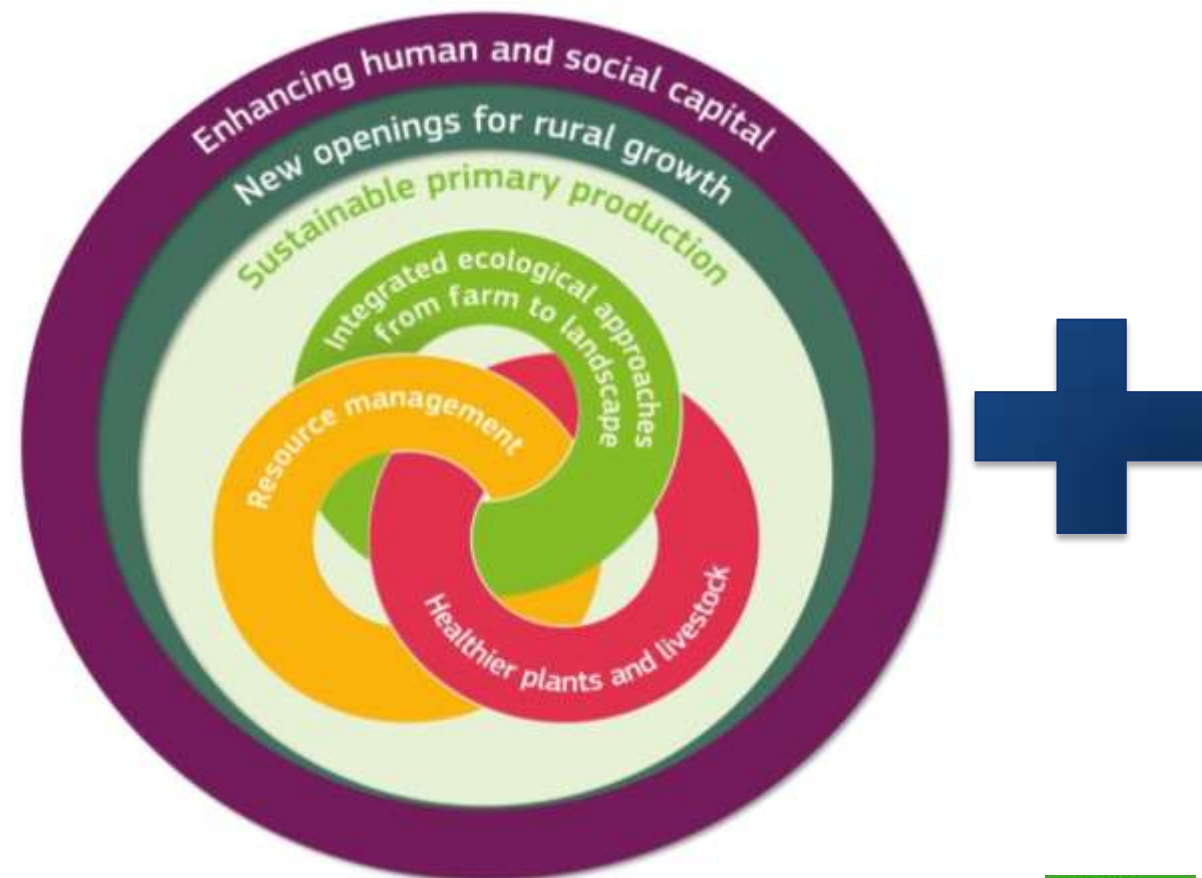 Enhancing human and social capital
New openings for rural growth
Sustainable primary production
Integrated ecological approaches
from farm to landscape
Resource management
Healthier plants and livestock